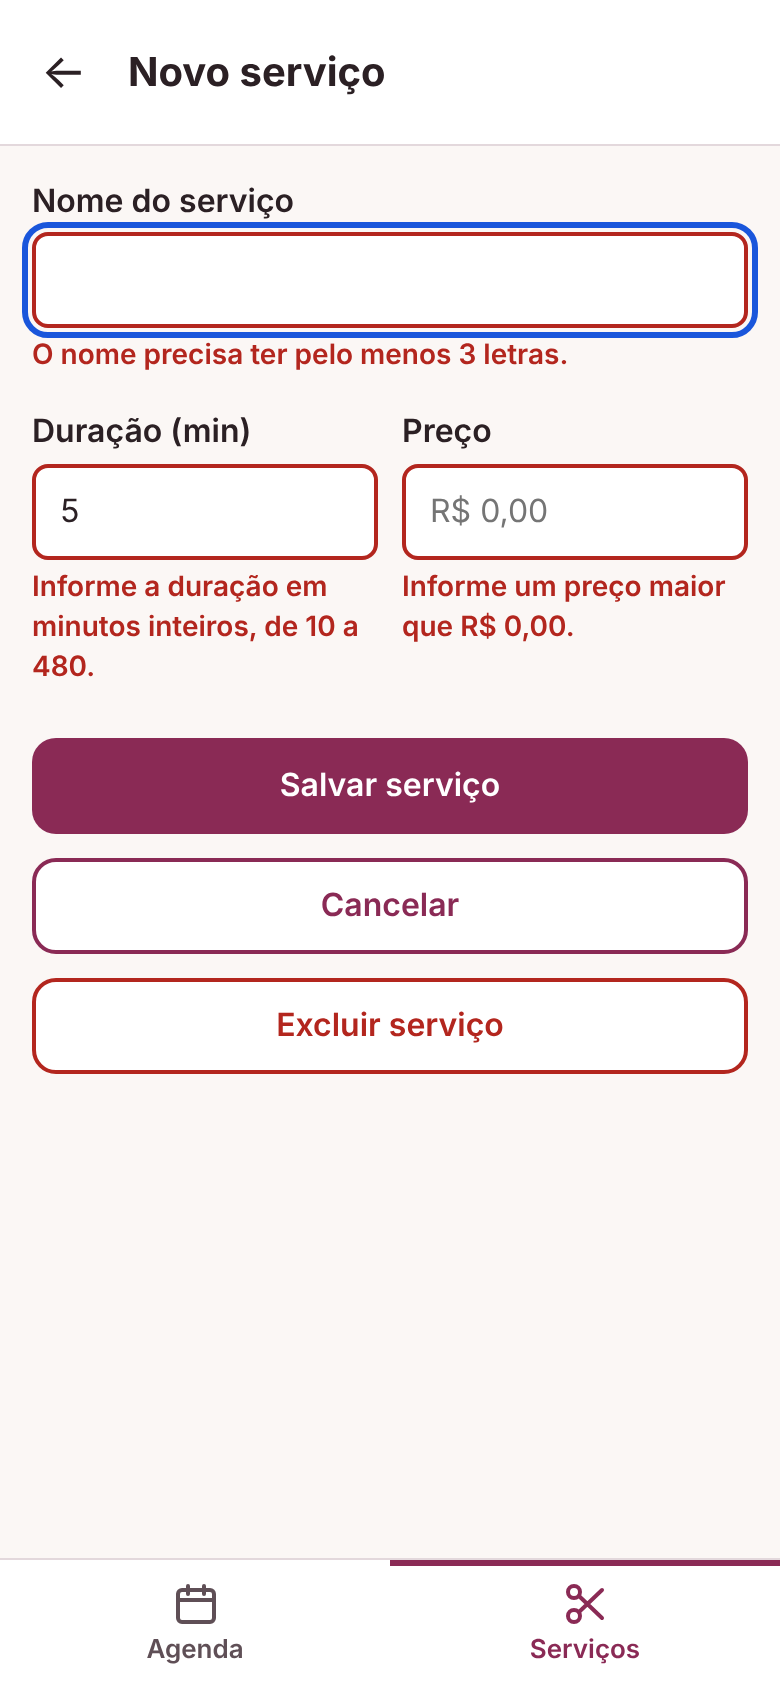 Novo serviço
Nome do serviço
O nome precisa ter pelo menos 3 letras.
Duração (min)
5
Informe a duração em
minutos inteiros, de 10 a
480.
Preço
R$ 0,00
Informe um preço maior
que R$ 0,00.
Salvar serviço
Cancelar
Excluir serviço
Agenda
Serviços